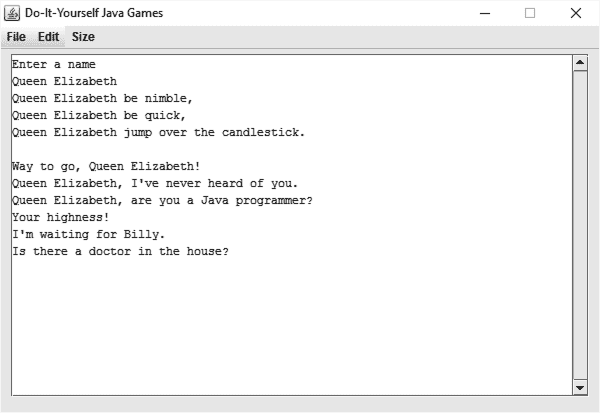 Do-It-Yourself Java Games
File Edit Size
Enter a name
Queen Elizabeth
Queen Elizabeth be nimble,
Queen Elizabeth be quick,
Queen Elizabeth jump over the candlestick.
Way to go, Queen Elizabeth!
Queen Elizabeth, I've never heard of you.
Queen Elizabeth, are you a Java programmer?
Your highness!
I'm waiting for Billy.
Is there a doctor in the house?